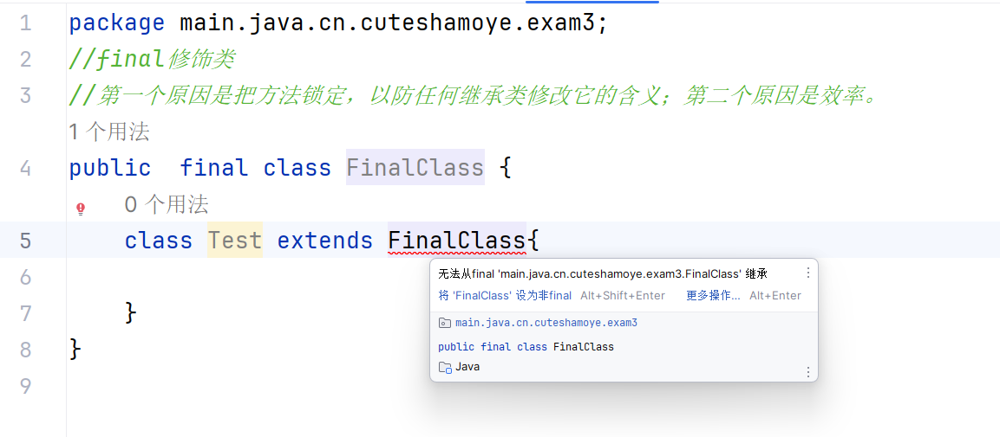 1 package main.java.cn.cuteshamoye.exam3;
2 //final修饰类
3 //第一个原因是把方法锁定，以防任何继承类修改它的含义；第二个原因是效率。
1 个用法
4 public  final class FinalClass {
0 个用法
5 class Test extends FinalClass{
6
无法从final 'main.java.cn.cuteshamoye.exam3.FinalClass' 继承
将 'FinalClass' 设为非final Alt+Shift+Enter 更多操作... Alt+Enter
main.java.cn.cuteshamoye.exam3
public final class FinalClass
Java
7 }
8 }
9